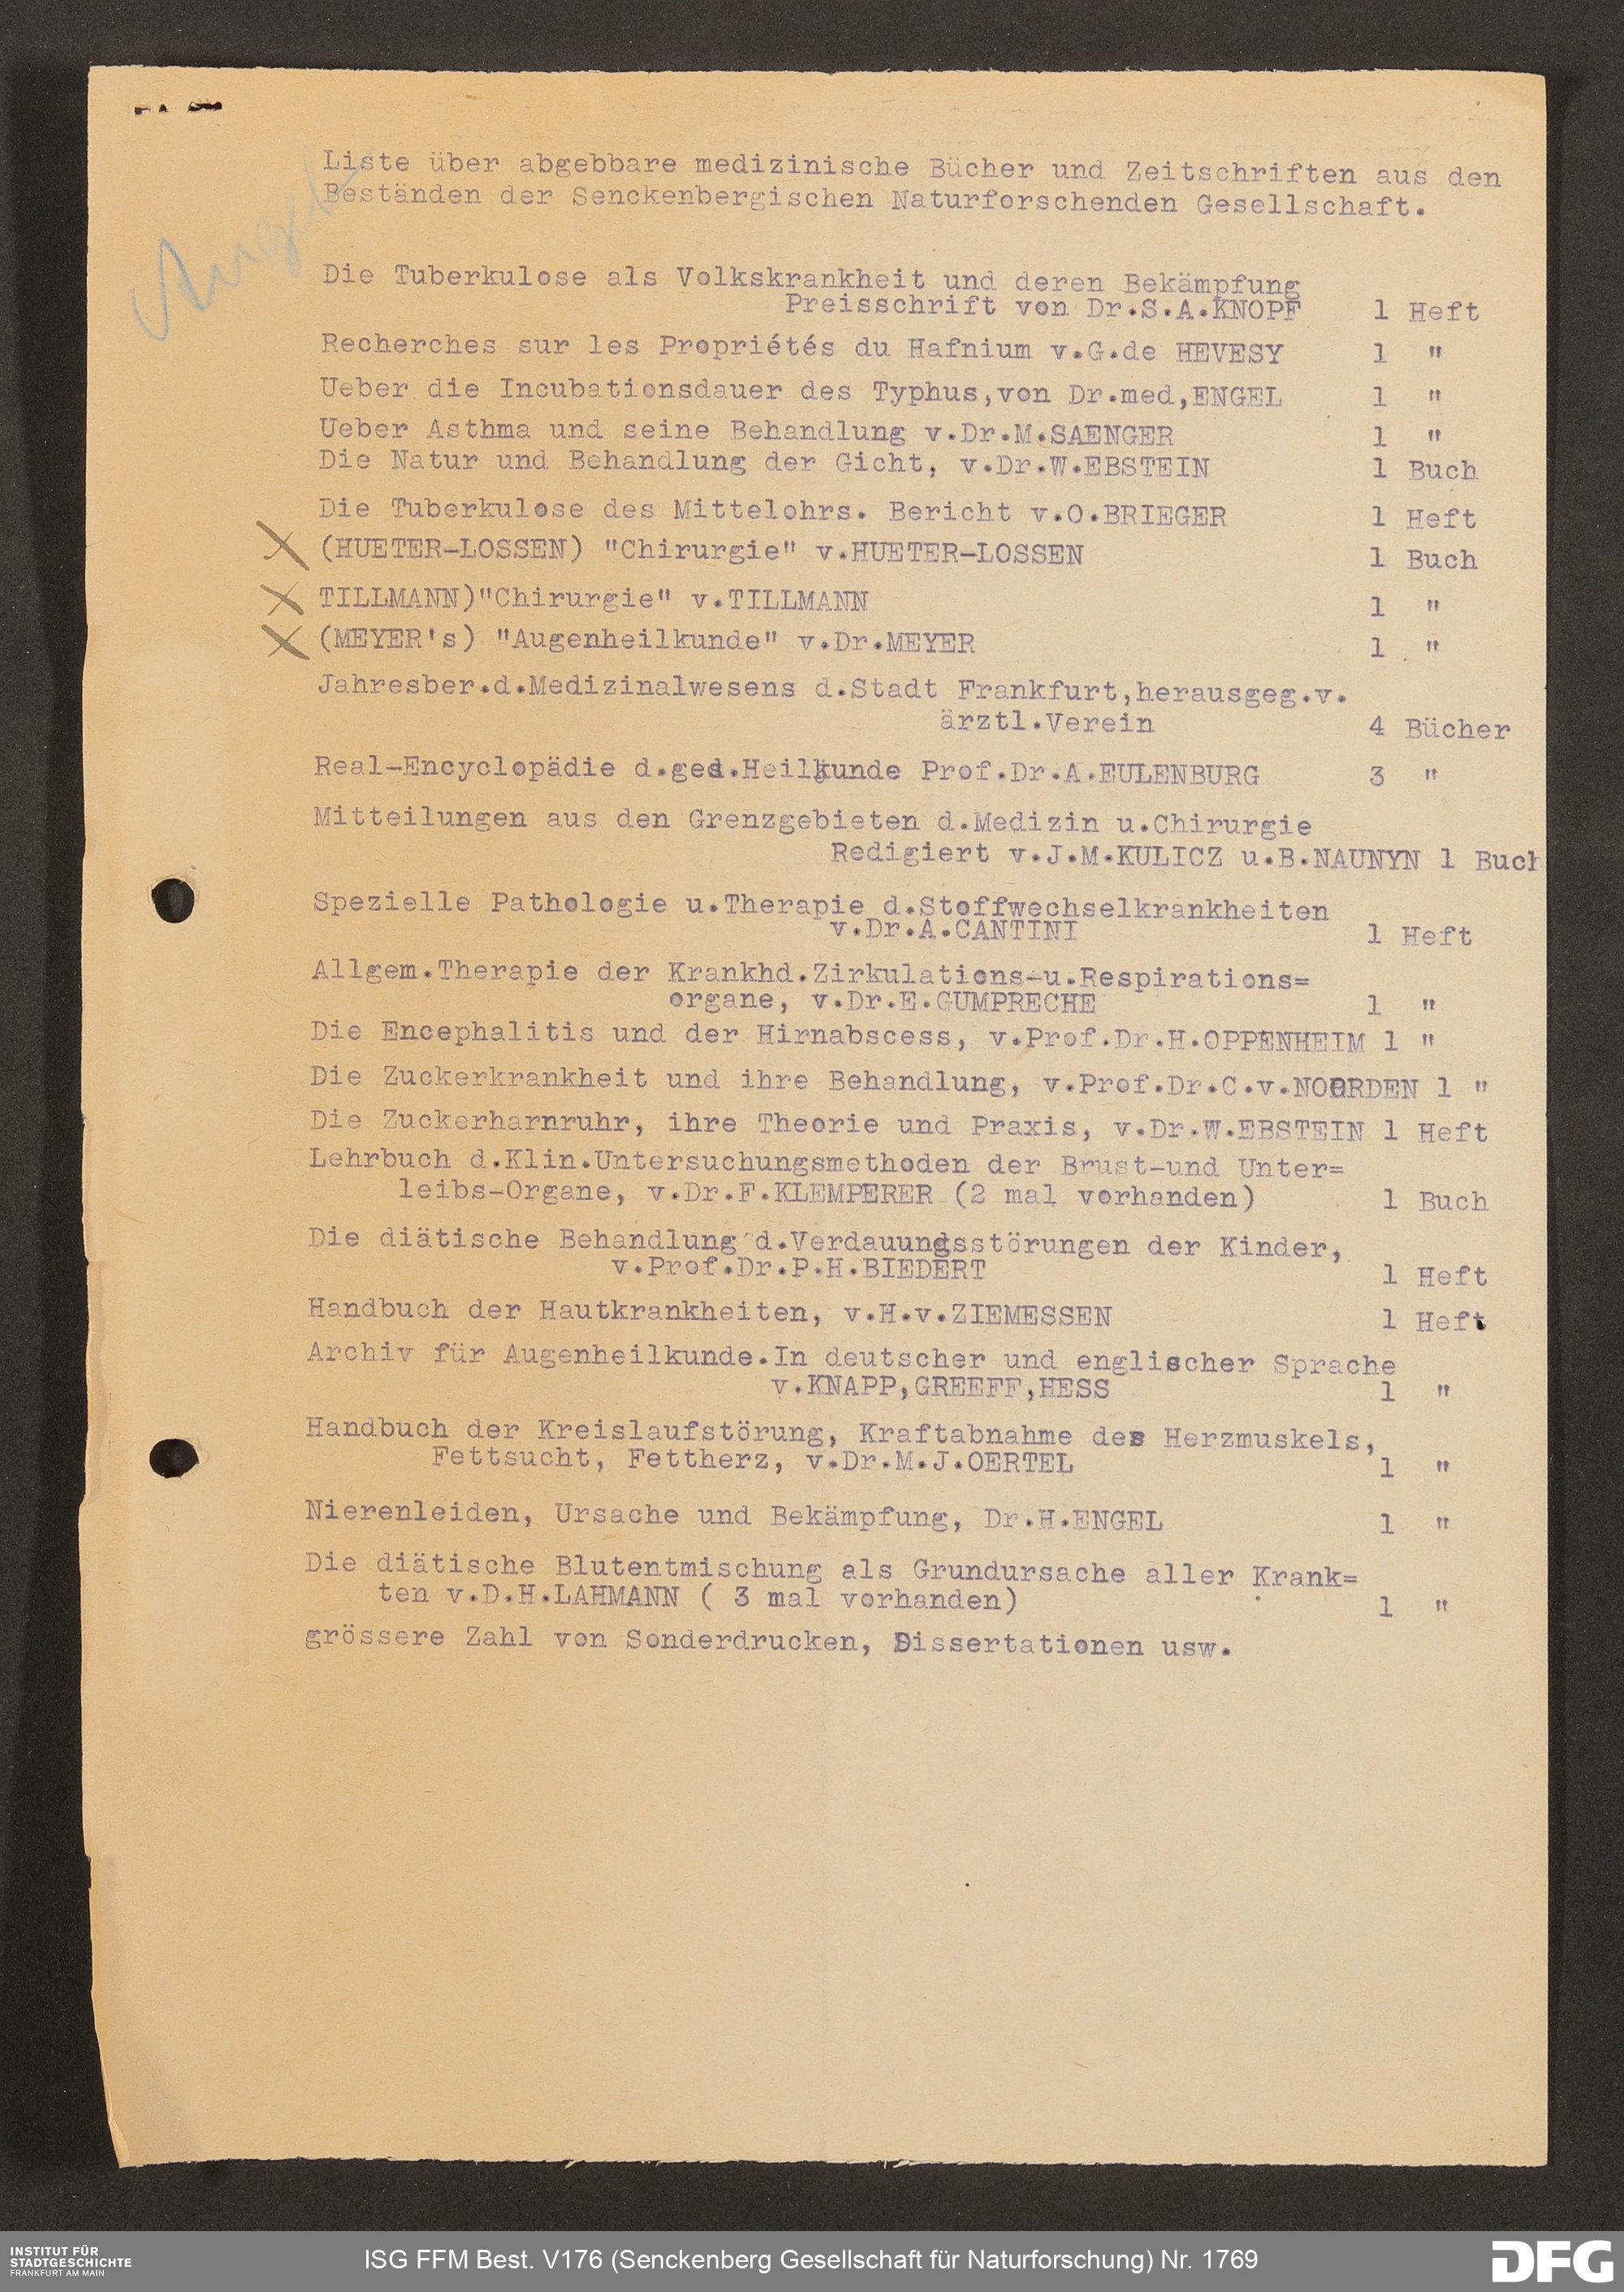 Liste über abgebbare medizinische Bücher und Zeitschriften aus den
Beständen der Senckenbergischen Naturforschenden Gesellschaft.
Die Tuberkulose als Volkskrankheit und deren Bekämpfung
Preisschrift von Dr.S.A.KNOPF 1 Heft
Recherches sur les Propriétés du Hafnium v.G.de HEVESY 1 "
Ueber die Incubationsdauer des Typhus,von Dr.med,ENGEL 1 "
Ueber Asthma und seine Behandlung v.Dr.M.SAENGER 1 "
Die Natur und Behandlung der Gicht, v.Dr.W.EBSTEIN 1 Buch
Die Tuberkulose des Mittelohrs. Bericht v.O.BRIEGER 1 Heft
X (HUETER-LOSSEN) "Chirurgie" v.HUETER-LOSSEN 1 Buch
X TILLMANN)"Chirurgie" v.TILLMANN 1 "
X (MEYER's) "Augenheilkunde" v.Dr.MEYER 1 "
Jahresber.d.Medizinalwesens d.Stadt Frankfurt,herausgeg.v.
ärztl.Verein 4 Bücher
Real-Encyclopädie d.ges.Heilkunde Prof.Dr.A.EULENBURG 3 "
Mitteilungen aus den Grenzgebieten d.Medizin u.Chirurgie
Redigiert v.J.M.KULICZ u.B.NAUNYN 1 Buch
Spezielle Pathologie u.Therapie d.Stoffwechselkrankheiten
v.Dr.A.CANTINI 1 Heft
Allgem.Therapie der Krankhd.Zirkulations-u.Respirations=
organe, v.Dr.E.GUMPRECHE 1 "
Die Encephalitis und der Hirnabscess, v.Prof.Dr.H.OPPENHEIM 1 "
Die Zuckerkrankheit und ihre Behandlung, v.Prof.Dr.C.v.NOORDEN 1 "
Die Zuckerharnruhr, ihre Theorie und Praxis, v.Dr.W.EBSTEIN 1 Heft
Lehrbuch d.Klin.Untersuchungsmethoden der Brust-und Unter=
leibs-Organe, v.Dr.F.KLEMPERER (2 mal vorhanden) 1 Buch
Die diätische Behandlung d.Verdauungsstörungen der Kinder,
v.Prof.Dr.P.H.BIEDERT 1 Heft
Handbuch der Hautkrankheiten, v.H.v.ZIEMESSEN 1 Heft
Archiv für Augenheilkunde.In deutscher und englischer Sprache
v.KNAPP,GREEFF,HESS 1 "
Handbuch der Kreislaufstörung, Kraftabnahme des Herzmuskels,
Fettsucht, Fettherz, v.Dr.M.J.OERTEL 1 "
Nierenleiden, Ursache und Bekämpfung, Dr.H.ENGEL 1 "
Die diätische Blutentmischung als Grundursache aller Krank=
ten v.D.H.LAHMANN ( 3 mal vorhanden) 1 "
grössere Zahl von Sonderdrucken, Dissertationen usw.
INSTITUT FÜR
STADTGESCHICHTE
FRANKFURT AM MAIN
ISG FFM Best. V176 (Senckenberg Gesellschaft für Naturforschung) Nr. 1769
DFG